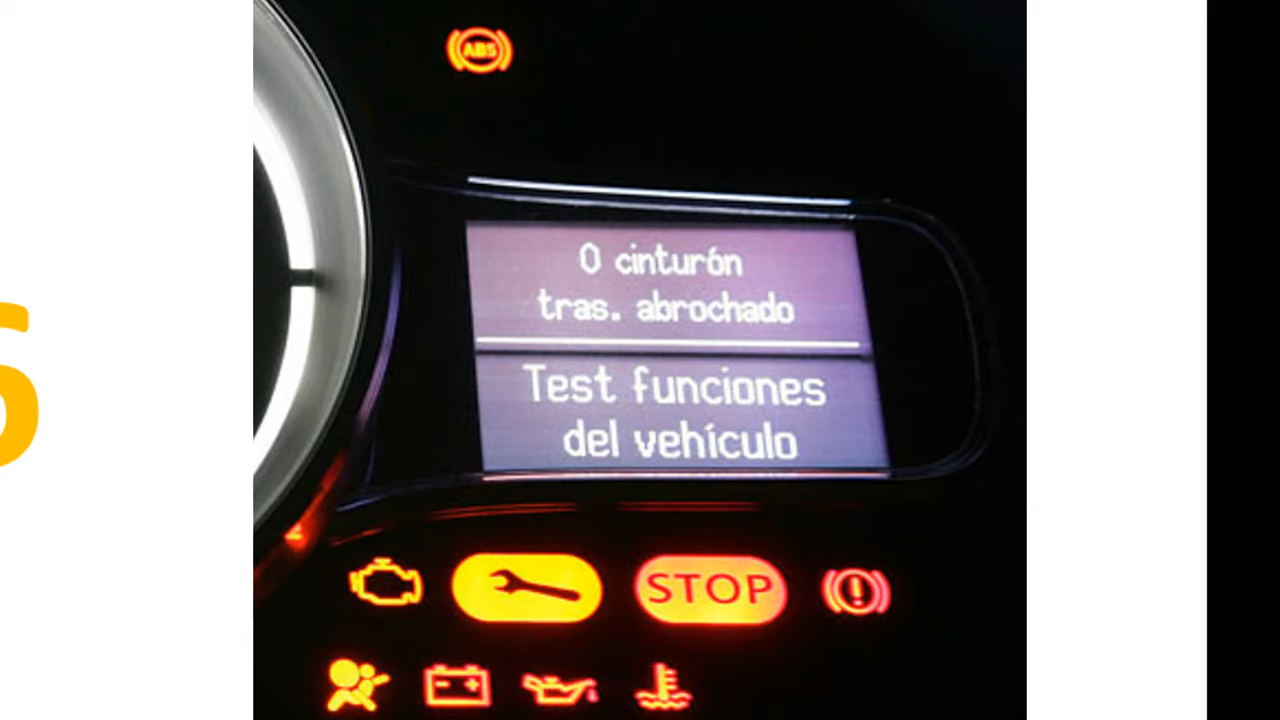 ABS
0 cinturón
tras. abrochado
Test funciones
del vehículo
STOP